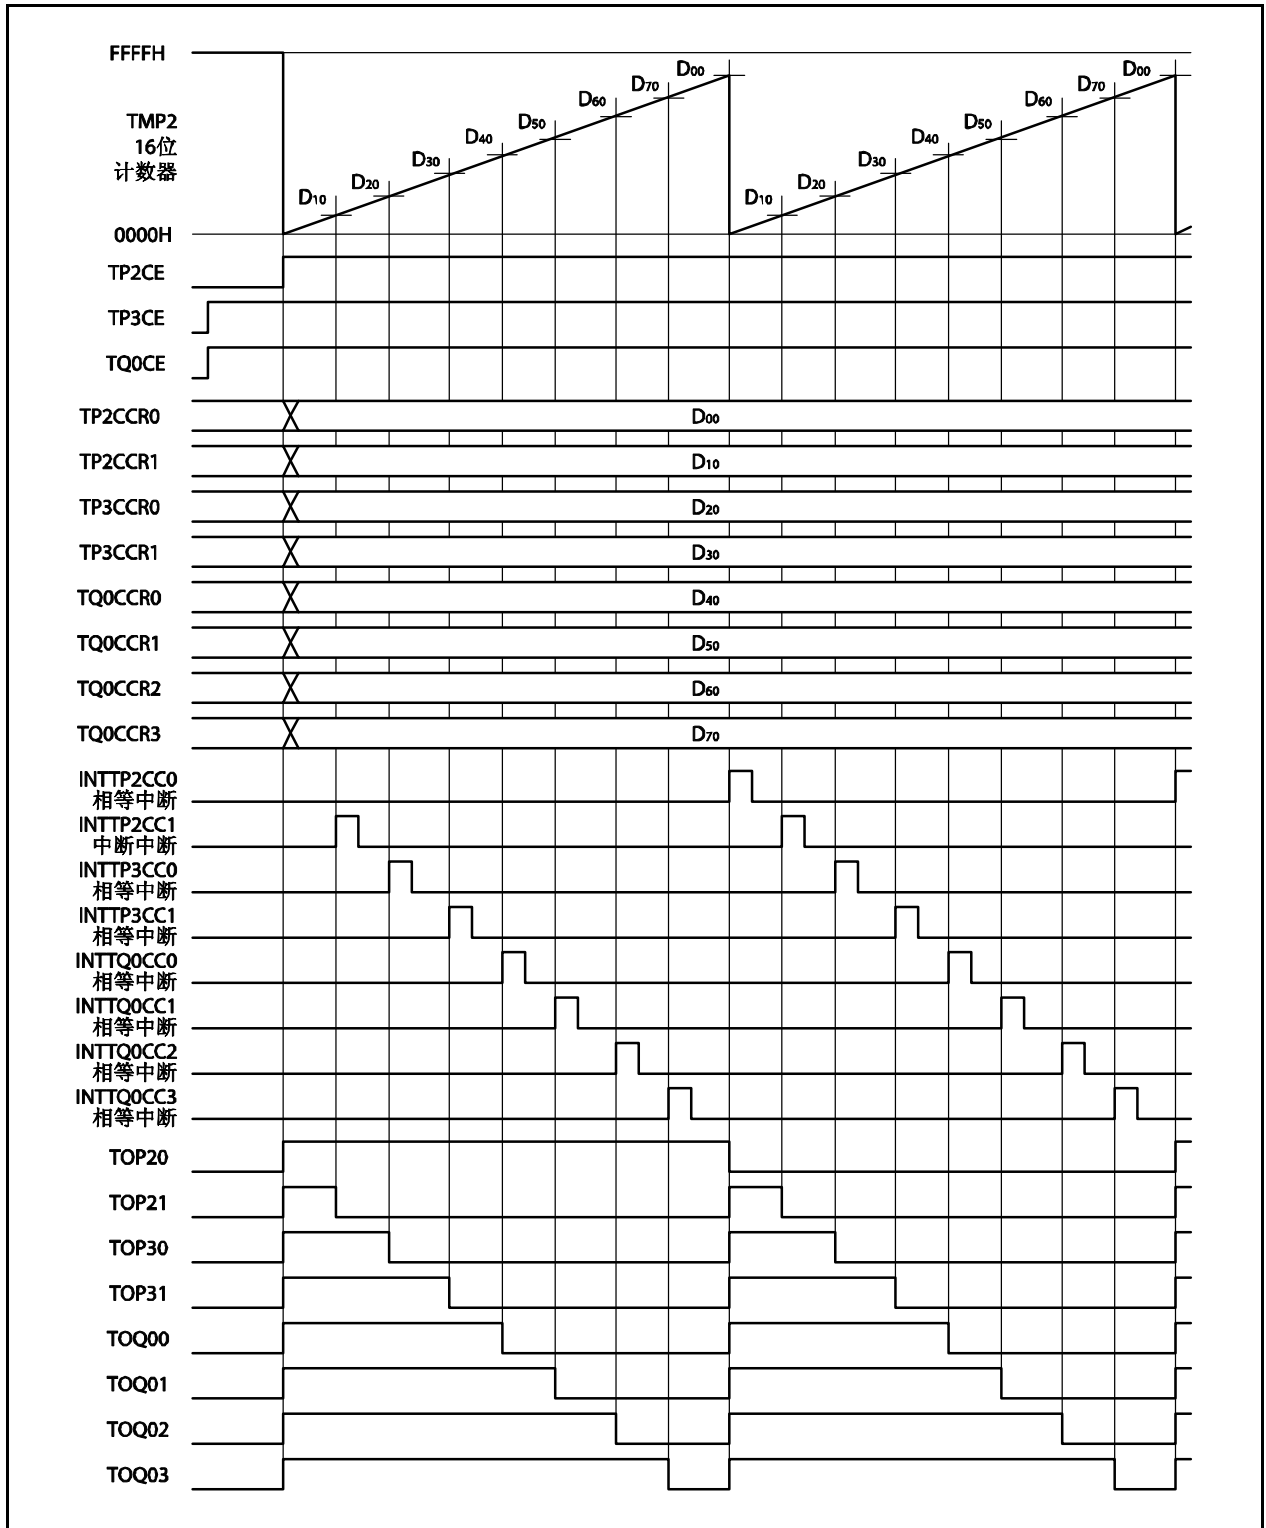 FFFFH
TMP2
16位
计数器
0000H
D10 D20 D30 D40 D50 D60 D70 D00 D10 D20 D30 D40 D50 D60 D70 D00
TP2CE
TP3CE
TQ0CE
TP2CCR0 D00
TP2CCR1 D10
TP3CCR0 D20
TP3CCR1 D30
TQ0CCR0 D40
TQ0CCR1 D50
TQ0CCR2 D60
TQ0CCR3 D70
INTTP2CC0
相等中断
INTTP2CC1
中断中断
INTTP3CC0
相等中断
INTTP3CC1
相等中断
INTTQ0CC0
相等中断
INTTQ0CC1
相等中断
INTTQ0CC2
相等中断
INTTQ0CC3
相等中断
TOP20
TOP21
TOP30
TOP31
TOQ00
TOQ01
TOQ02
TOQ03